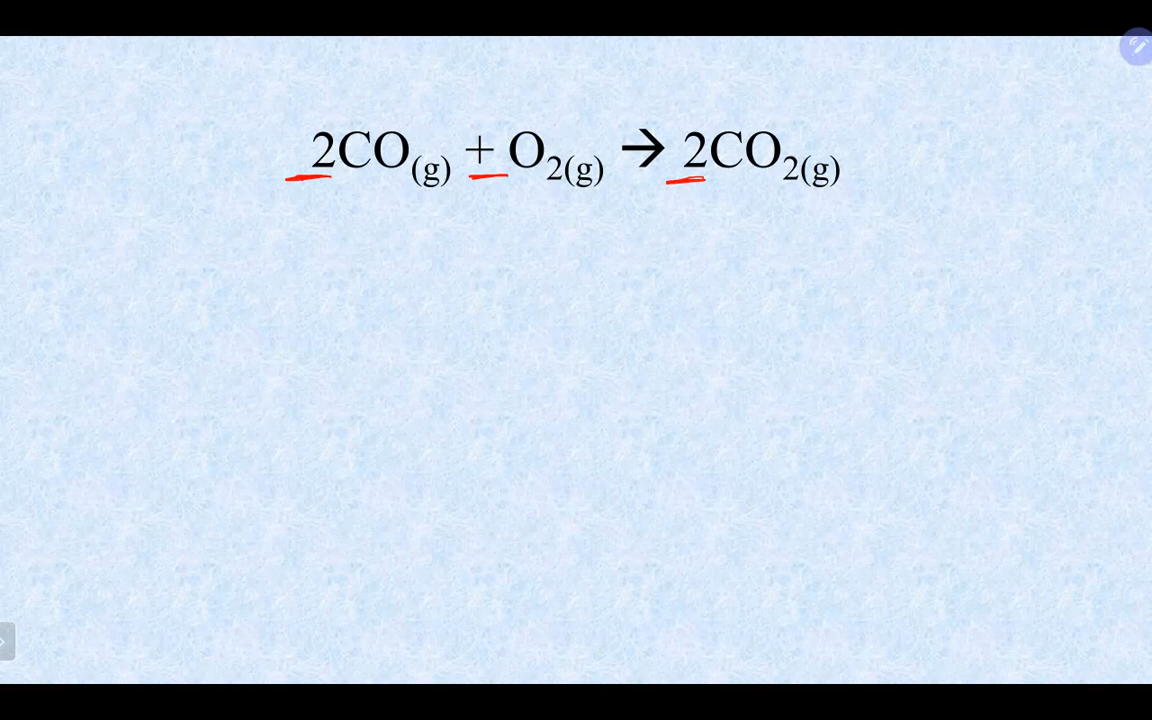 2CO(g) + O2(g) → 2CO2(g)